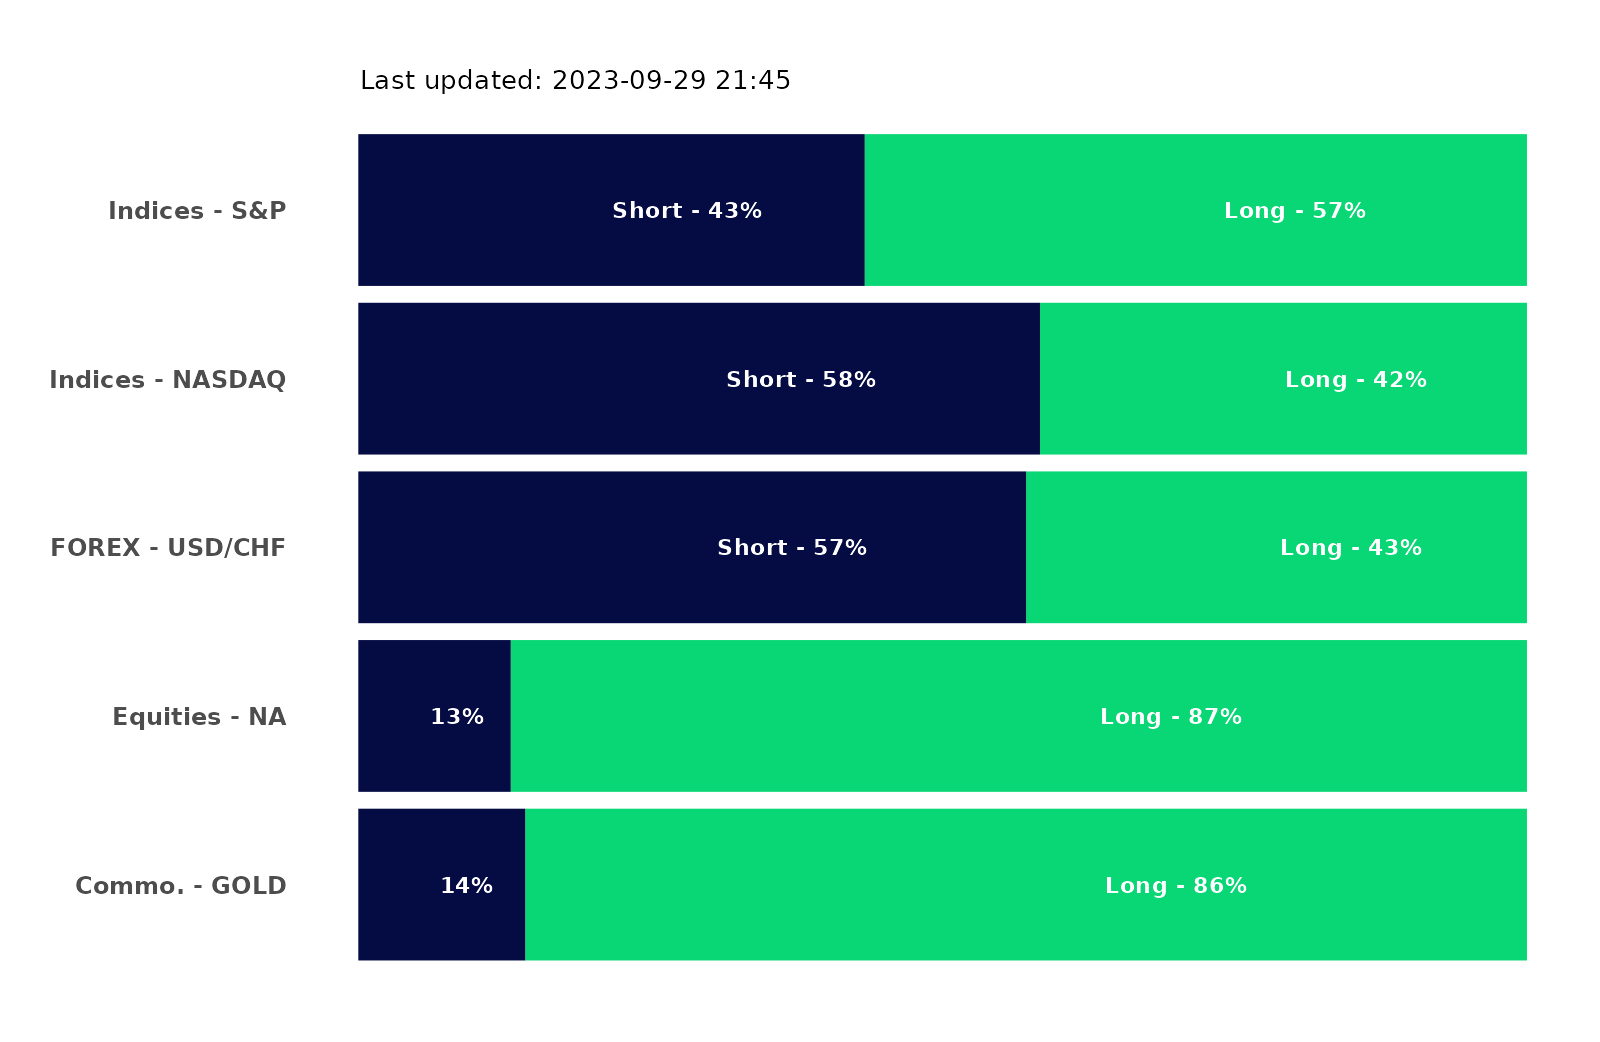 Last updated: 2023-09-29 21:45
Indices - S&P Short - 43% Long - 57%
Indices - NASDAQ Short - 58% Long - 42%
FOREX - USD/CHF Short - 57% Long - 43%
Equities - NA 13% Long - 87%
Commo. - GOLD 14% Long - 86%